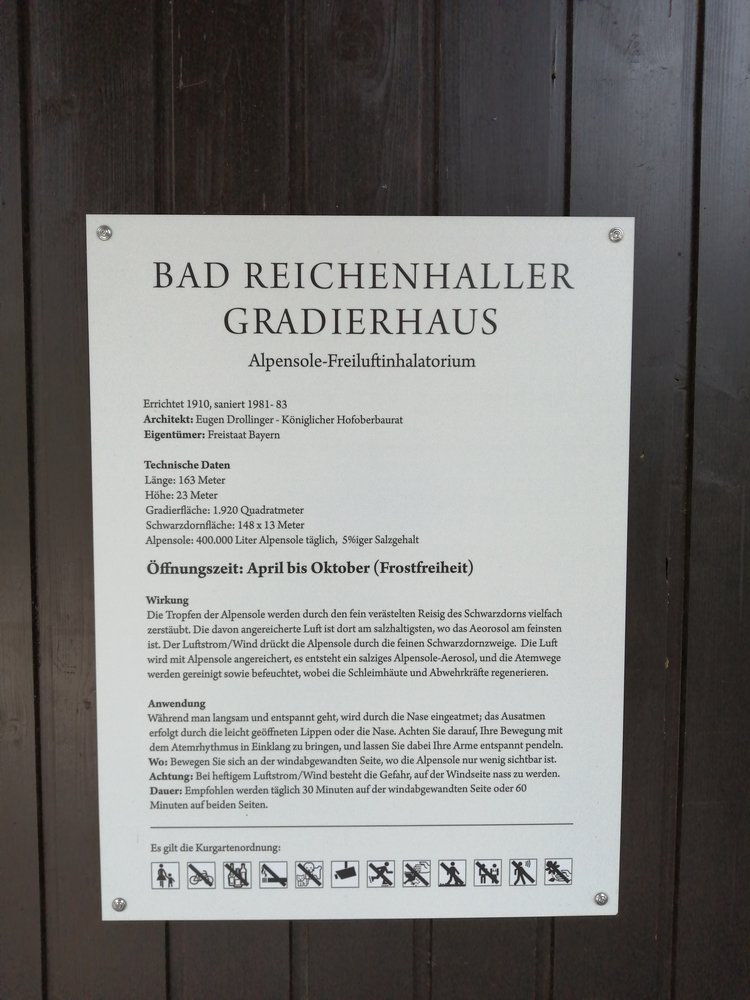 BAD REICHENHALLER
GRADIERHAUS
Alpensole-Freiluftinhalatorium
Errichtet 1910, saniert 1981- 83
Architekt: Eugen Drollinger - Königlicher Hofoberbaurat
Eigentümer: Freistaat Bayern
Technische Daten
Länge: 163 Meter
Höhe: 23 Meter
Gradierfläche: 1.920 Quadratmeter
Schwarzdornfläche: 148 x 13 Meter
Alpensole: 400.000 Liter Alpensole täglich, 5%iger Salzgehalt
Öffnungszeit: April bis Oktober (Frostfreiheit)
Wirkung
Die Tropfen der Alpensole werden durch den fein verästelten Reisig des Schwarzdorns vielfach
zerstäubt. Die davon angereicherte Luft ist dort am salzhaltigsten, wo das Aeorosol am feinsten
ist. Der Luftstrom/Wind drückt die Alpensole durch die feinen Schwarzdornzweige. Die Luft
wird mit Alpensole angereichert, es entsteht ein salziges Alpensole-Aerosol, und die Atemwege
werden gereinigt sowie befeuchtet, wobei die Schleimhäute und Abwehrkräfte regenerieren.
Anwendung
Während man langsam und entspannt geht, wird durch die Nase eingeatmet; das Ausatmen
erfolgt durch die leicht geöffneten Lippen oder die Nase. Achten Sie darauf, Ihre Bewegung mit
dem Atemrhythmus in Einklang zu bringen, und lassen Sie dabei Ihre Arme entspannt pendeln.
Wo: Bewegen Sie sich an der windabgewandten Seite, wo die Alpensole nur wenig sichtbar ist.
Achtung: Bei heftigem Luftstrom/Wind besteht die Gefahr, auf der Windseite nass zu werden.
Dauer: Empfohlen werden täglich 30 Minuten auf der windabgewandten Seite oder 60
Minuten auf beiden Seiten.
Es gilt die Kurgartenordnung: